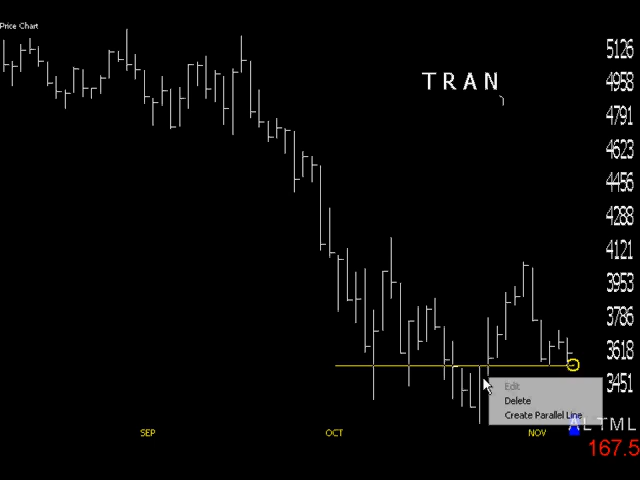 Price Chart
TRAN
5126
4958
4791
4623
4456
4288
4121
3953
3786
3618
3451
Edit
Delete
Create Parallel Line
SEP
OCT
NOV
ALTML
167.5